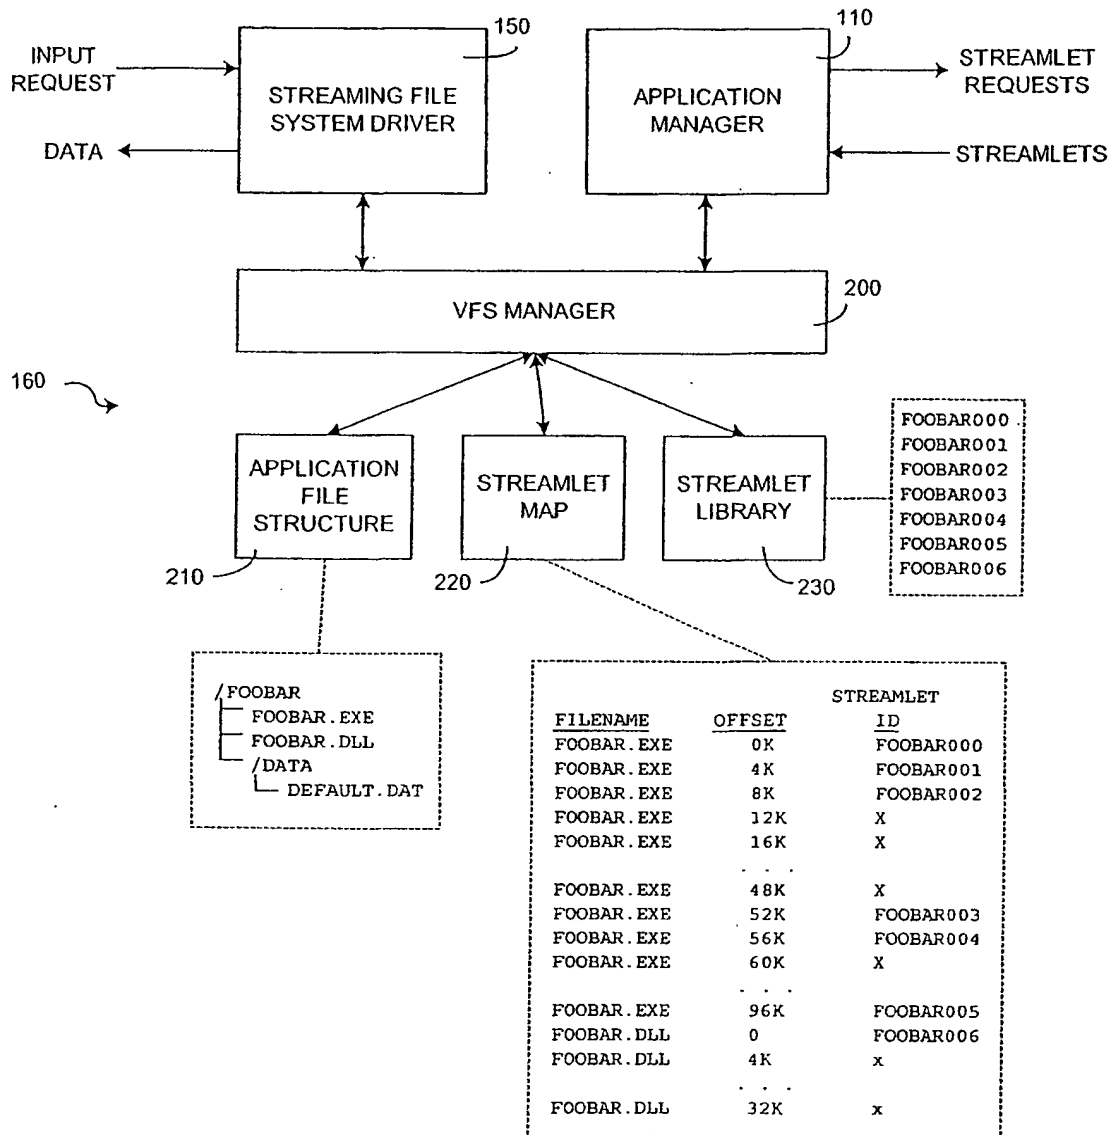 150
110
INPUT
REQUEST
DATA
STREAMING FILE
SYSTEM DRIVER
APPLICATION
MANAGER
STREAMLET
REQUESTS
STREAMLETS
VFS MANAGER
200
160
APPLICATION
FILE
STRUCTURE
STREAMLET
MAP
STREAMLET
LIBRARY
FOOBAR000
FOOBAR001
FOOBAR002
FOOBAR003
FOOBAR004
FOOBAR005
FOOBAR006
210
220
230
/FOOBAR
FOOBAR.EXE
FOOBAR.DLL
/DATA
DEFAULT.DAT
STREAMLET
FILENAME OFFSET ID
FOOBAR.EXE 0K FOOBAR000
FOOBAR.EXE 4K FOOBAR001
FOOBAR.EXE 8K FOOBAR002
FOOBAR.EXE 12K X
FOOBAR.EXE 16K X
. . .
FOOBAR.EXE 48K X
FOOBAR.EXE 52K FOOBAR003
FOOBAR.EXE 56K FOOBAR004
FOOBAR.EXE 60K X
. . .
FOOBAR.EXE 96K FOOBAR005
FOOBAR.DLL 0 FOOBAR006
FOOBAR.DLL 4K x
. . .
FOOBAR.DLL 32K x